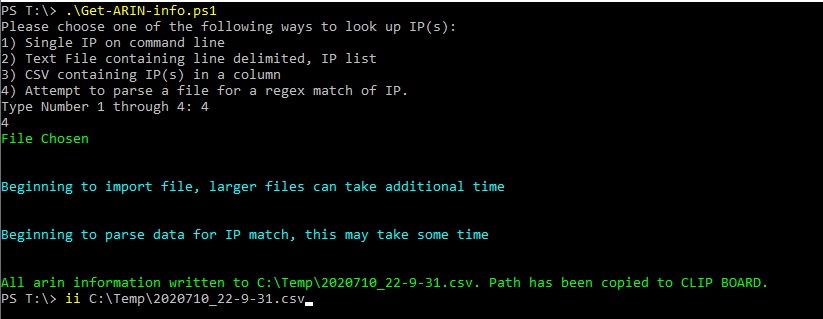 PS T:\> .\Get-ARIN-info.ps1
Please choose one of the following ways to look up IP(s):
1) Single IP on command line
2) Text File containing line delimited, IP list
3) CSV containing IP(s) in a column
4) Attempt to parse a file for a regex match of IP.
Type Number 1 through 4: 4
4
File Chosen
Beginning to import file, larger files can take additional time
Beginning to parse data for IP match, this may take some time
All arin information written to C:\Temp\2020710_22-9-31.csv. Path has been copied to CLIP BOARD.
PS T:\> ii C:\Temp\2020710_22-9-31.csv